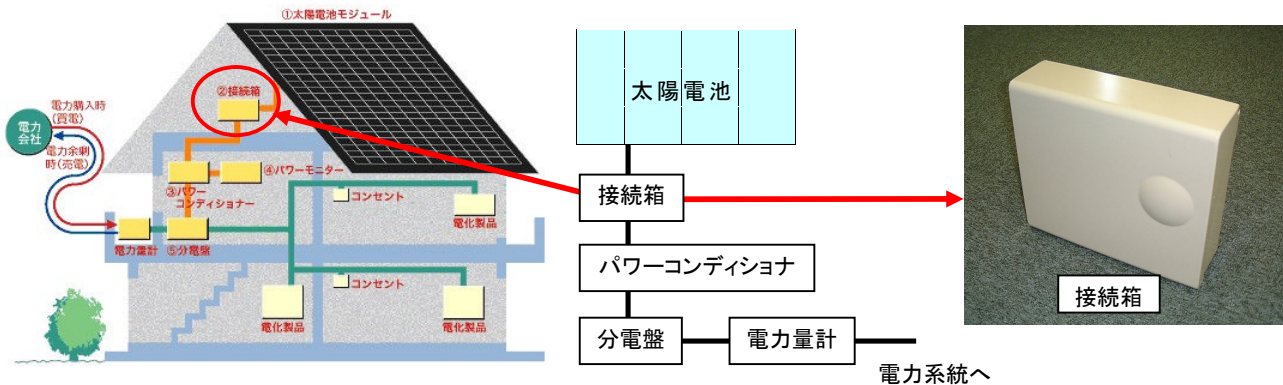 ①太陽電池モジュール
②接続箱
電力購入時
(買電)
電力
会社
電力余剰
時(売電)
④パワーモニター
③パワー
コンディショナー
コンセント
電化製品
電力量計
⑤分電盤
コンセント
電化製品
電化製品
太陽電池
接続箱
パワーコンディショナ
分電盤
電力量計
電力系統へ
接続箱